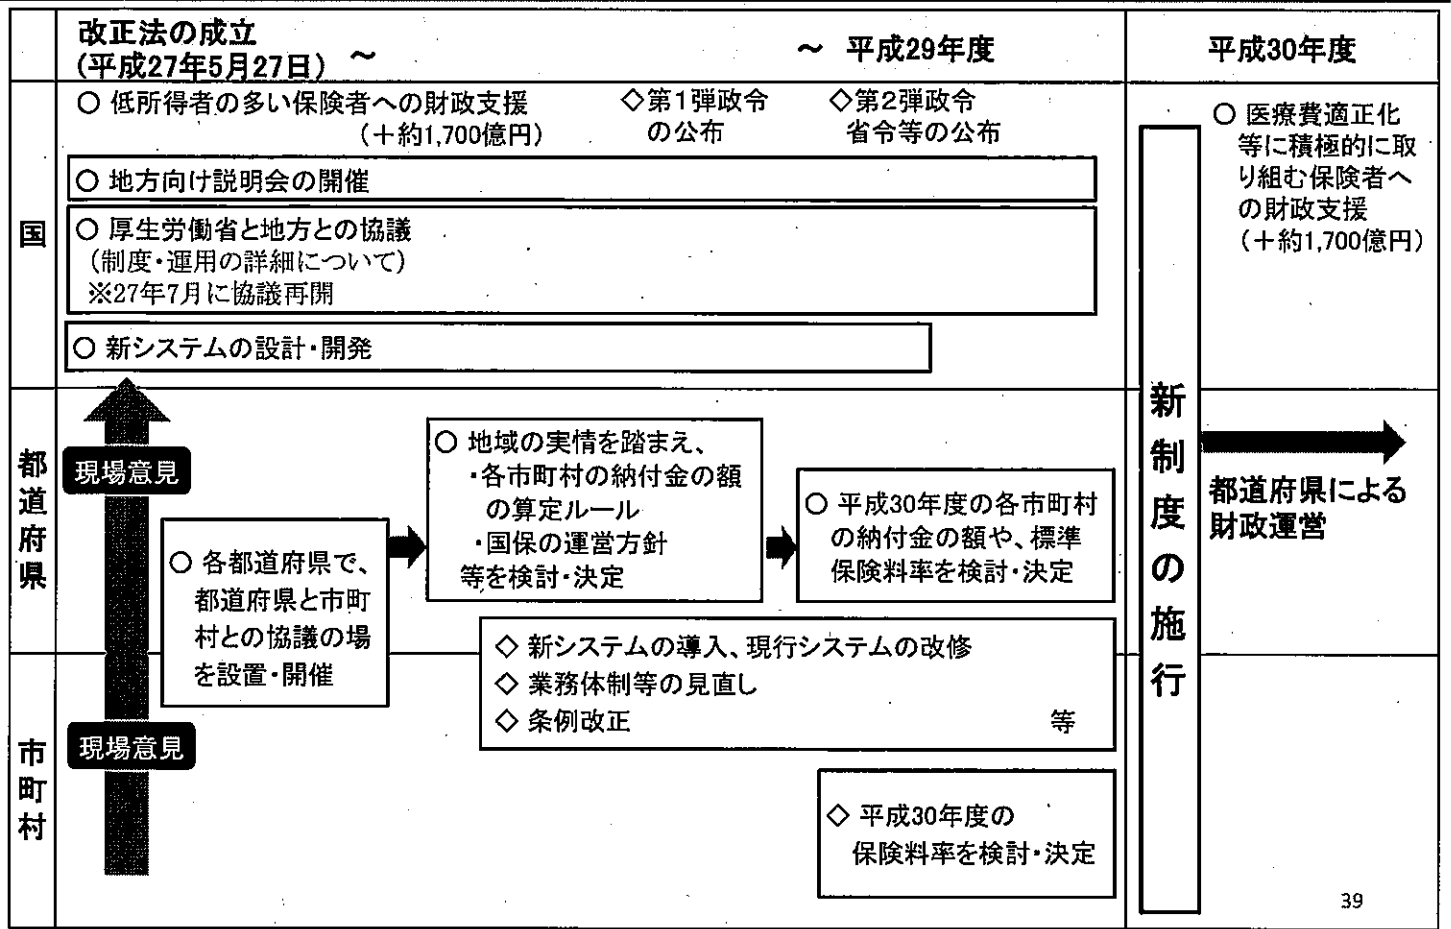 改正法の成立
(平成27年5月27日) ～
～ 平成29年度
平成30年度
国
○ 低所得者の多い保険者への財政支援
(＋約1,700億円)
◇第1弾政令
の公布
◇第2弾政令
省令等の公布
○ 地方向け説明会の開催
○ 厚生労働省と地方との協議
(制度・運用の詳細について)
※27年7月に協議再開
○ 新システムの設計・開発
○ 医療費適正化
等に積極的に取
り組む保険者へ
の財政支援
(＋約1,700億円)
新制度の施行
都道府県
現場意見
○ 各都道府県で、
都道府県と市町
村との協議の場
を設置・開催
○ 地域の実情を踏まえ、
・各市町村の納付金の額
の算定ルール
・国保の運営方針
等を検討・決定
○ 平成30年度の各市町村
の納付金の額や、標準
保険料率を検討・決定
都道府県による
財政運営
◇ 新システムの導入、現行システムの改修
◇ 業務体制等の見直し
◇ 条例改正 等
市町村
現場意見
◇ 平成30年度の
保険料率を検討・決定
39